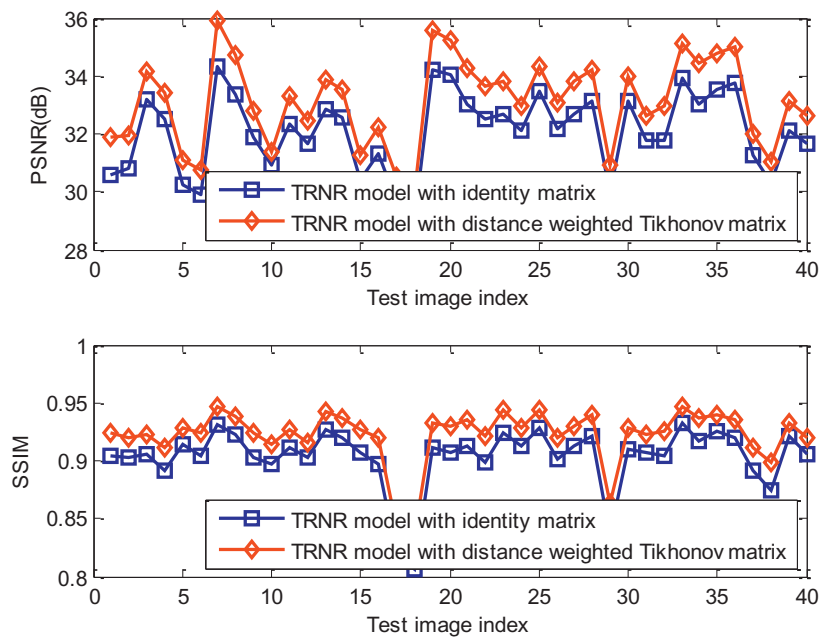 36
34
32
30
28
PSNR(dB)
TRNR model with identity matrix
TRNR model with distance weighted Tikhonov matrix
0 5 10 15 20 25 30 35 40
Test image index
1
0.95
0.9
0.85
0.8
SSIM
TRNR model with identity matrix
TRNR model with distance weighted Tikhonov matrix
0 5 10 15 20 25 30 35 40
Test image index